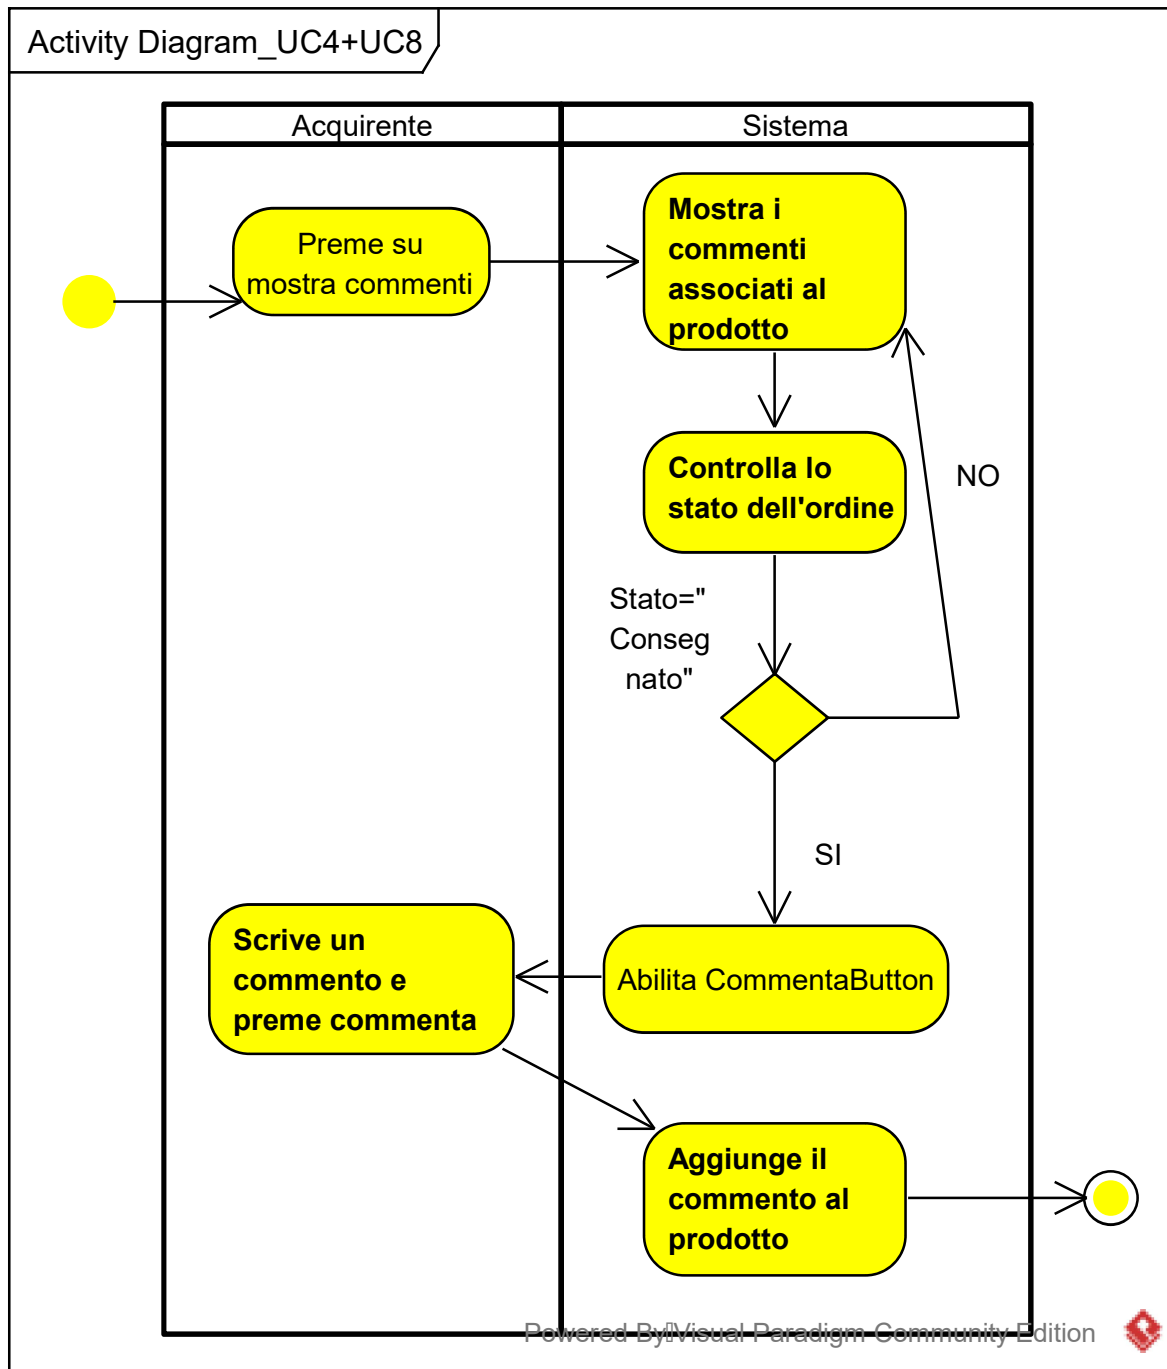 Activity Diagram_UC4+UC8
Acquirente
Sistema
Preme su
mostra commenti
Mostra i
commenti
associati al
prodotto
Controlla lo
stato dell'ordine
NO
Stato="
Conseg
nato"
SI
Abilita CommentaButton
Scrive un
commento e
preme commenta
Aggiunge il
commento al
prodotto
Powered By Visual Paradigm Community Edition